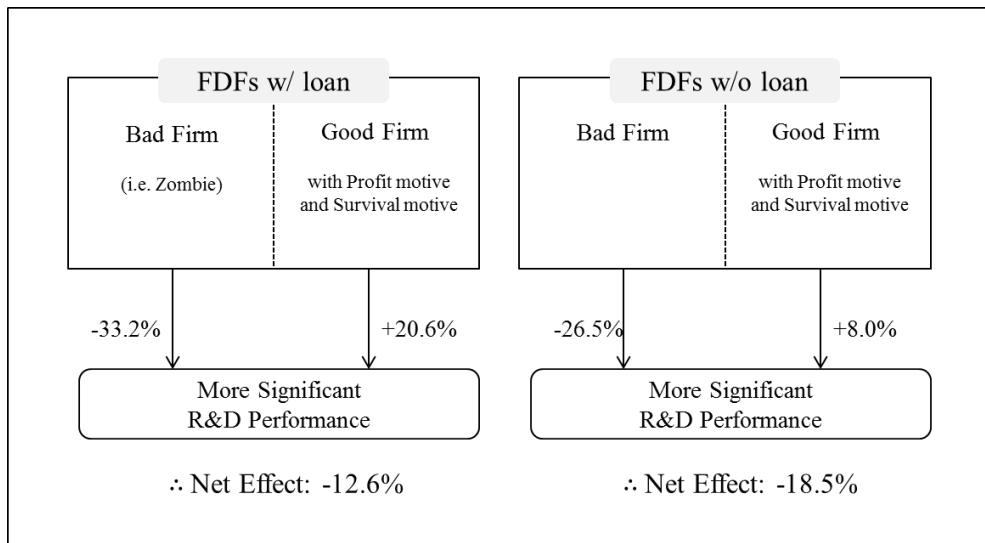 FDFs w/ loan
Bad Firm
(i.e. Zombie)
Good Firm
with Profit motive
and Survival motive
-33.2%
+20.6%
More Significant
R&D Performance
∴ Net Effect: -12.6%
FDFs w/o loan
Bad Firm
Good Firm
with Profit motive
and Survival motive
-26.5%
+8.0%
More Significant
R&D Performance
∴ Net Effect: -18.5%